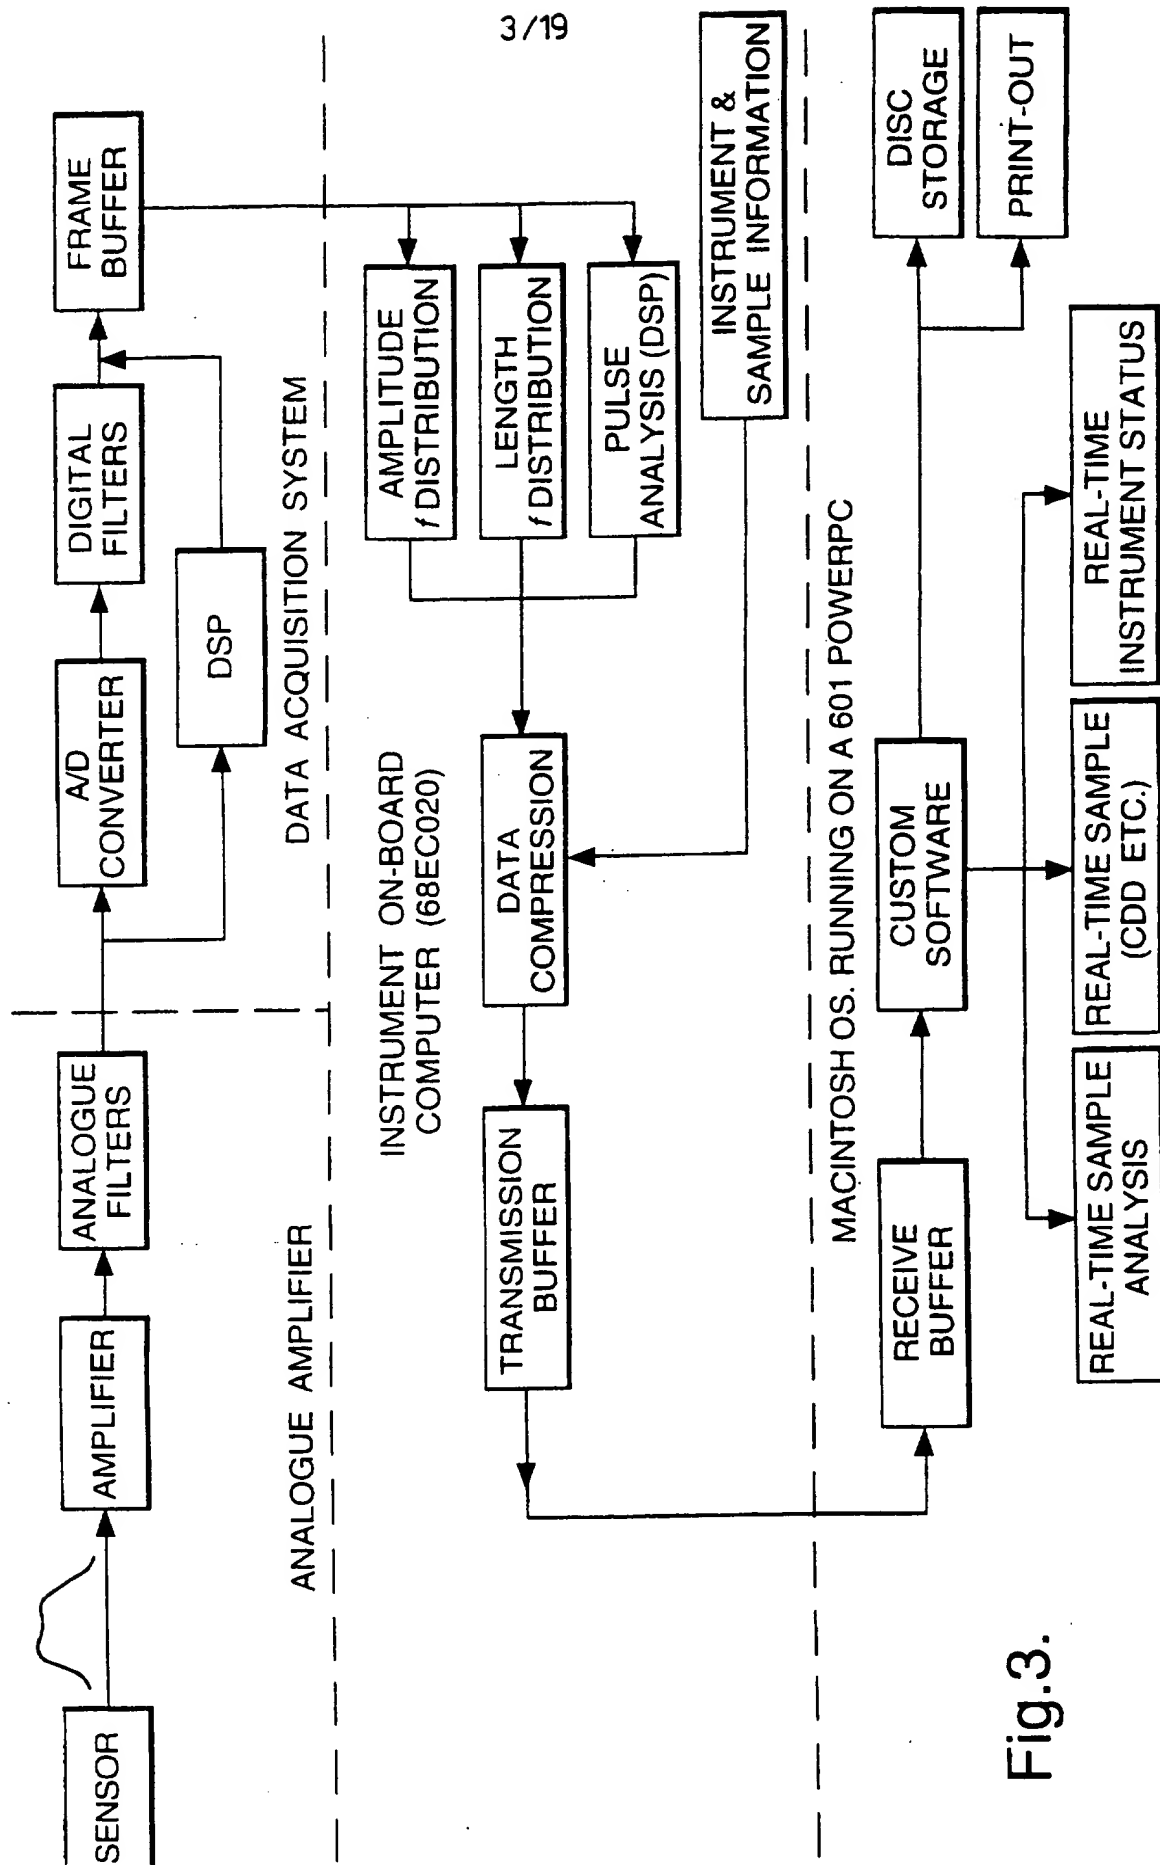 3/19
SENSOR
AMPLIFIER
ANALOGUE
FILTERS
A/D
CONVERTER
DIGITAL
FILTERS
FRAME
BUFFER
DSP
ANALOGUE AMPLIFIER
DATA ACQUISITION SYSTEM
INSTRUMENT ON-BOARD
COMPUTER (68EC020)
AMPLITUDE
f DISTRIBUTION
LENGTH
f DISTRIBUTION
PULSE
ANALYSIS (DSP)
INSTRUMENT &
SAMPLE INFORMATION
DATA
COMPRESSION
TRANSMISSION
BUFFER
MACINTOSH OS. RUNNING ON A 601 POWERPC
RECEIVE
BUFFER
CUSTOM
SOFTWARE
DISC
STORAGE
PRINT-OUT
REAL-TIME SAMPLE
ANALYSIS
REAL-TIME SAMPLE
(CDD ETC.)
REAL-TIME
INSTRUMENT STATUS
Fig.3.